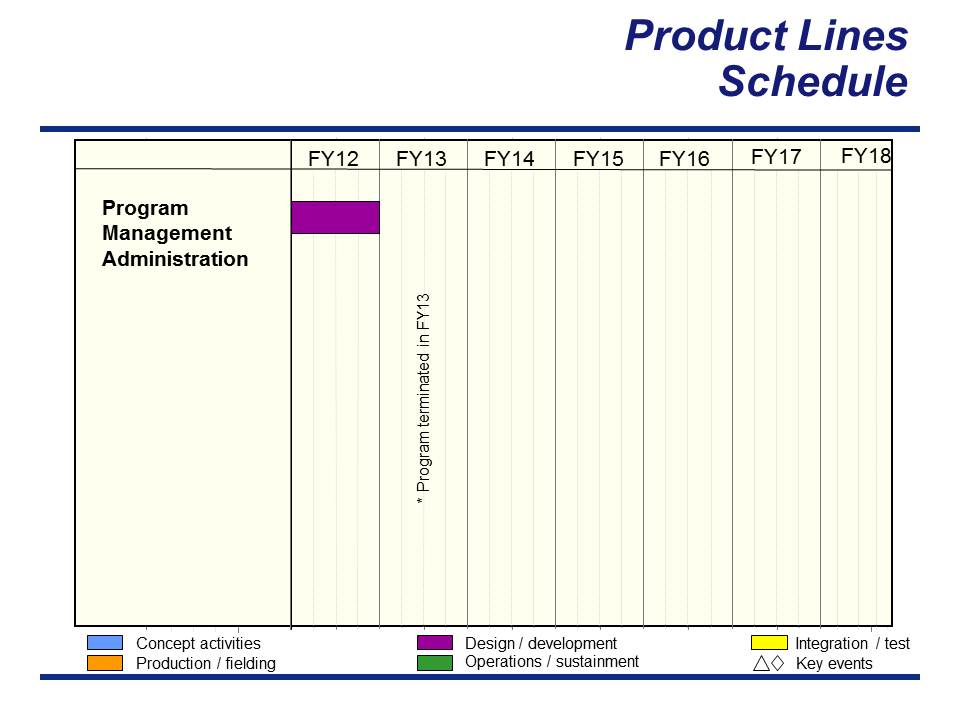 Product Lines
Schedule
FY12 FY13 FY14 FY15 FY16 FY17 FY18
Program
Management
Administration
* Program terminated in FY13
Concept activities
Design / development
Integration / test
Production / fielding
Operations / sustainment
Key events